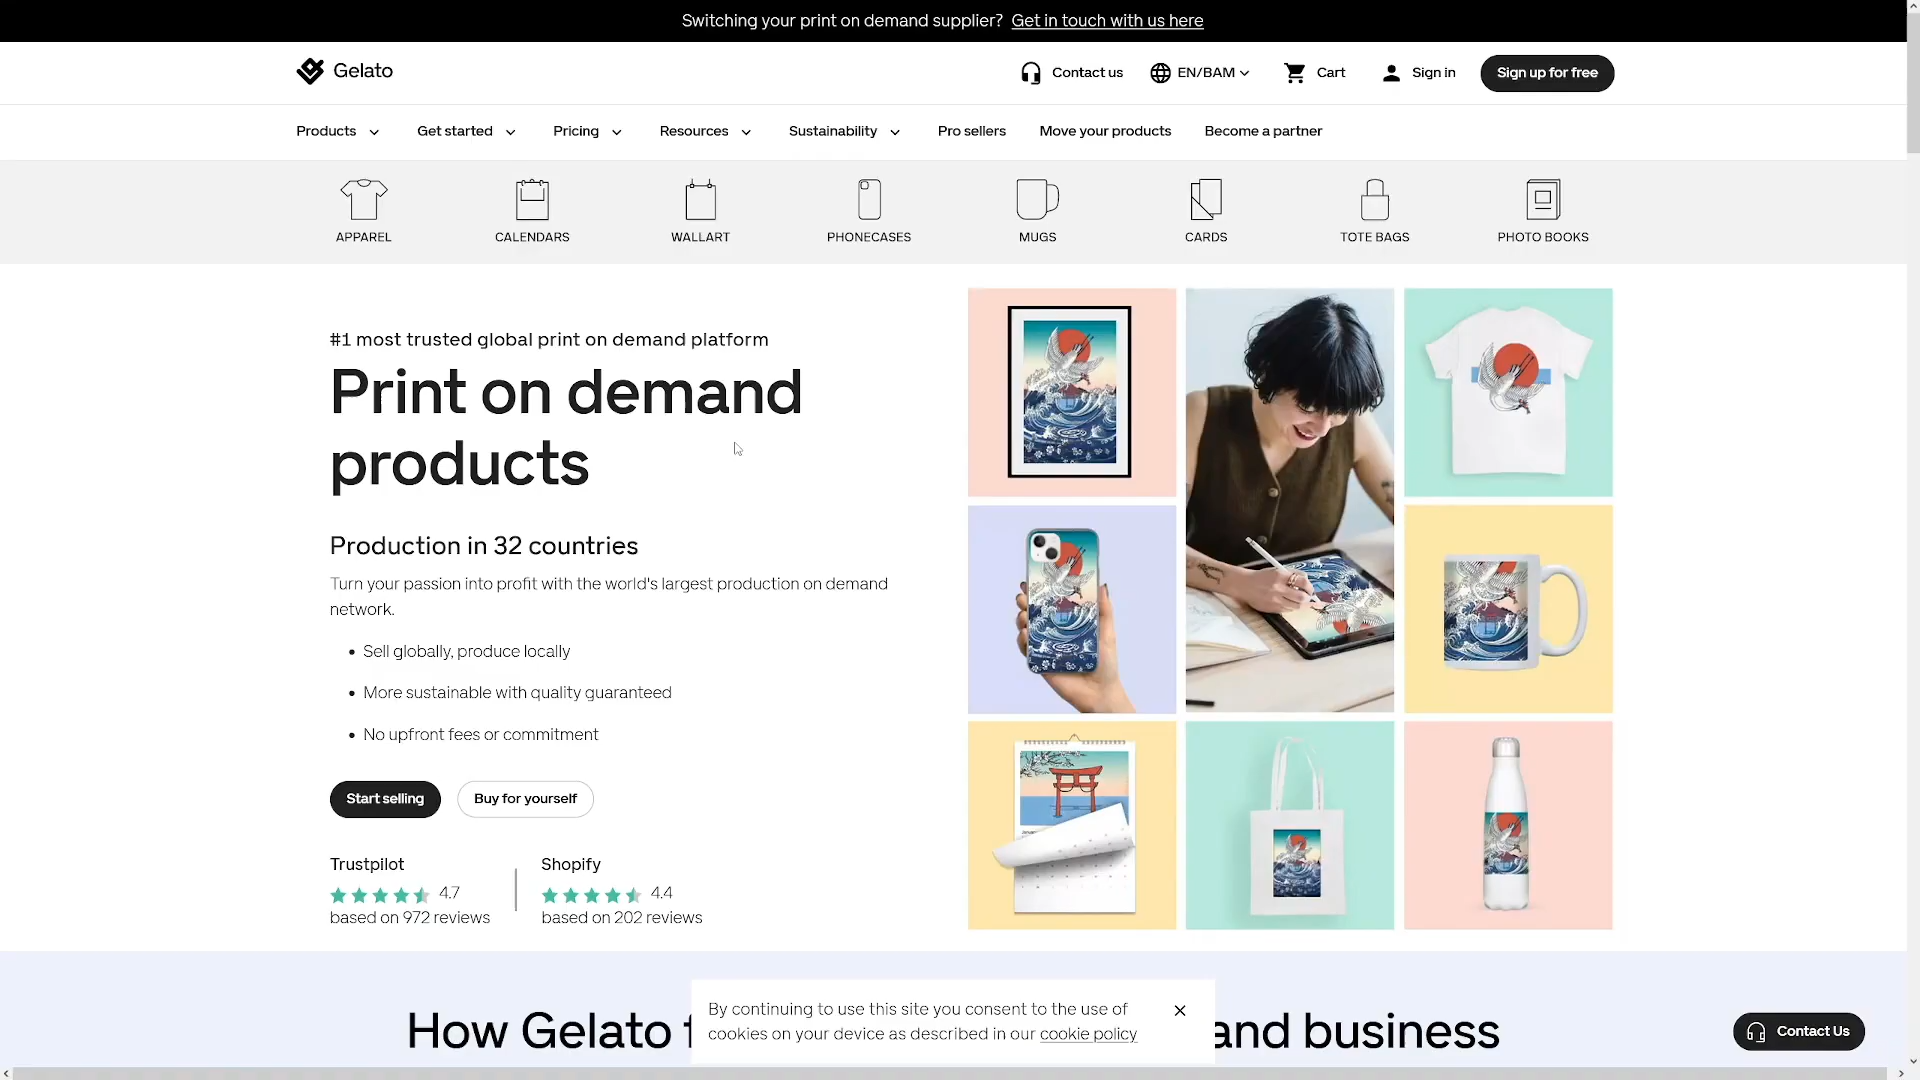 Switching your print on demand supplier? Get in touch with us here
Gelato
Contact us
EN/BAM
Cart
Sign in
Sign up for free
Products
Get started
Pricing
Resources
Sustainability
Pro sellers
Move your products
Become a partner
APPAREL
CALENDARS
WALLART
PHONECASES
MUGS
CARDS
TOTE BAGS
PHOTO BOOKS
#1 most trusted global print on demand platform
Print on demand
products
Production in 32 countries
Turn your passion into profit with the world's largest production on demand
network.
• Sell globally, produce locally
• More sustainable with quality guaranteed
• No upfront fees or commitment
Start selling
Buy for yourself
Trustpilot
4.7
based on 972 reviews
Shopify
4.4
based on 202 reviews
How Gelato
and business
By continuing to use this site you consent to the use of
cookies on your device as described in our cookie policy
Contact Us